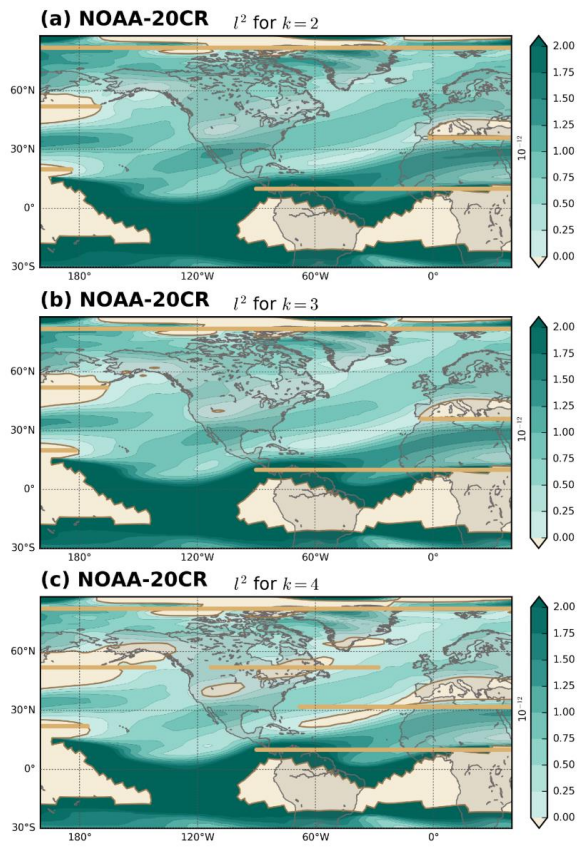 (a) NOAA-20CR l² for k = 2
60°N
30°N
0°
30°S
180° 120°W 60°W 0°
2.00
1.75
1.50
1.25
1.00
0.75
0.50
0.25
0.00
10⁻¹²
(b) NOAA-20CR l² for k = 3
60°N
30°N
0°
30°S
180° 120°W 60°W 0°
2.00
1.75
1.50
1.25
1.00
0.75
0.50
0.25
0.00
10⁻¹²
(c) NOAA-20CR l² for k = 4
60°N
30°N
0°
30°S
180° 120°W 60°W 0°
2.00
1.75
1.50
1.25
1.00
0.75
0.50
0.25
0.00
10⁻¹²